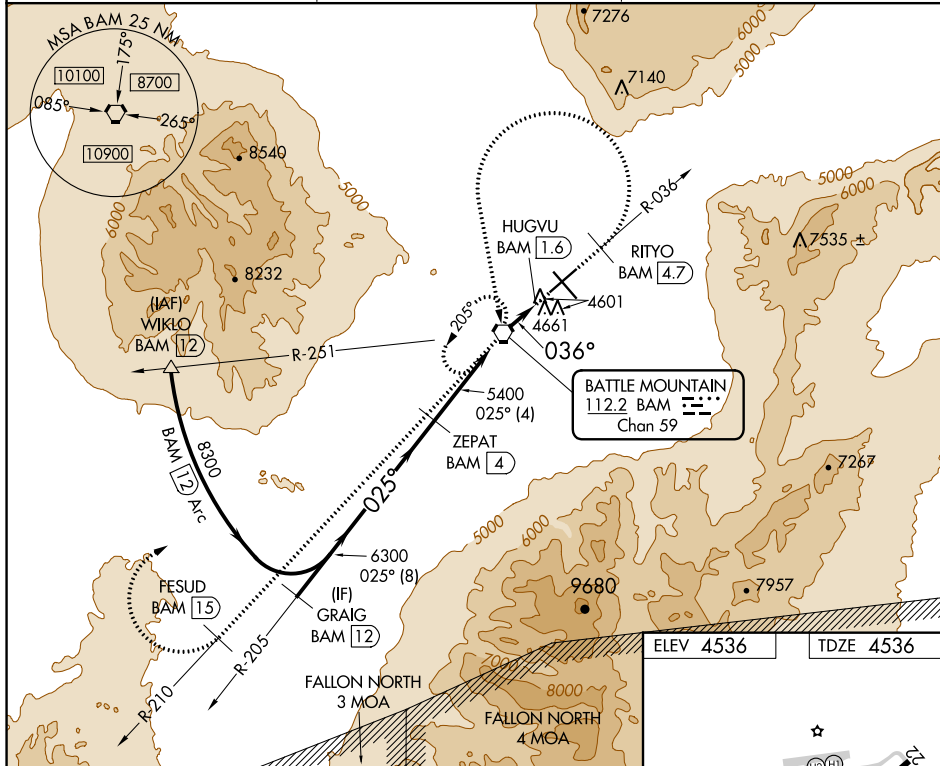 MSA BAM 25 NM
175°
10100
8700
085°
265°
10900
7276
6000
5000
7140
8540
5000
6000
8232
5000
6000
7535 ±
R-036
HUGVU
BAM 1.6
RITYO
BAM 4.7
4601
4661
036°
205°
(IAF)
WIKLO
BAM 12
R-251
BATTLE MOUNTAIN
112.2 BAM
Chan 59
5400
025° (4)
ZEPAT
BAM 4
8300
BAM 12 Arc
025°
7267
5000
6000
6300
025° (8)
(IF)
GRAIG
BAM 12
FESUD
BAM 15
R-205
R-210
9680
7957
7000
8000
FALLON NORTH
3 MOA
FALLON NORTH
4 MOA
ELEV 4536
TDZE 4536
H1
22